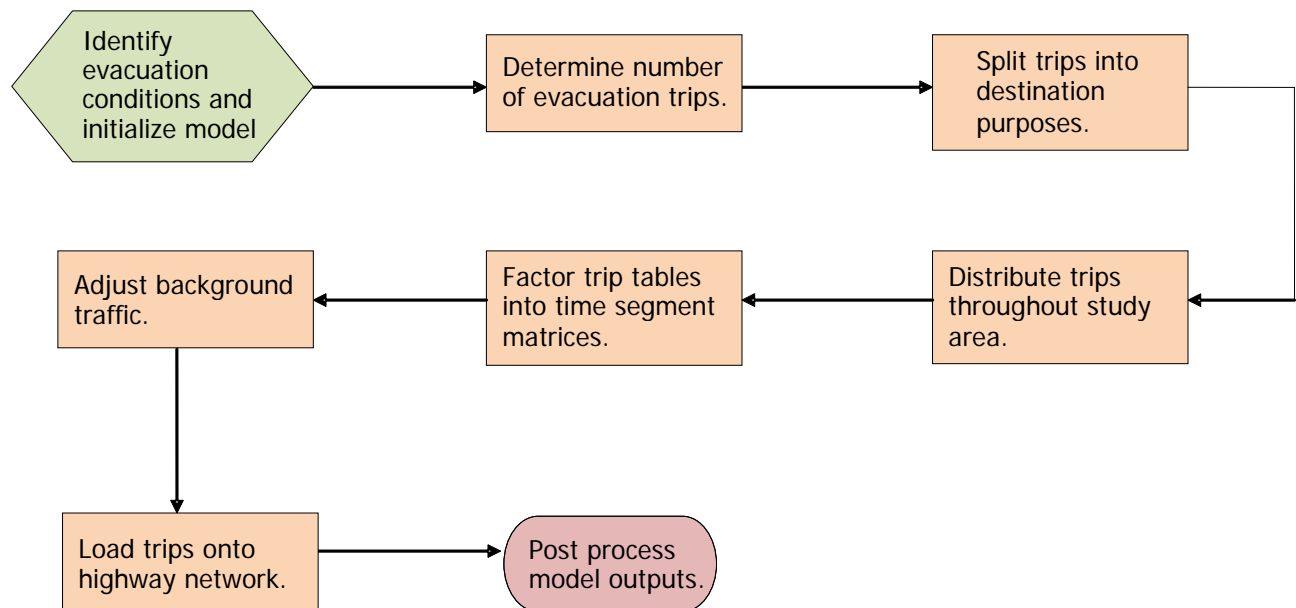 Identify
evacuation
conditions and
initialize model
Determine number
of evacuation trips.
Split trips into
destination
purposes.
Distribute trips
throughout study
area.
Factor trip tables
into time segment
matrices.
Adjust background
traffic.
Load trips onto
highway network.
Post process
model outputs.